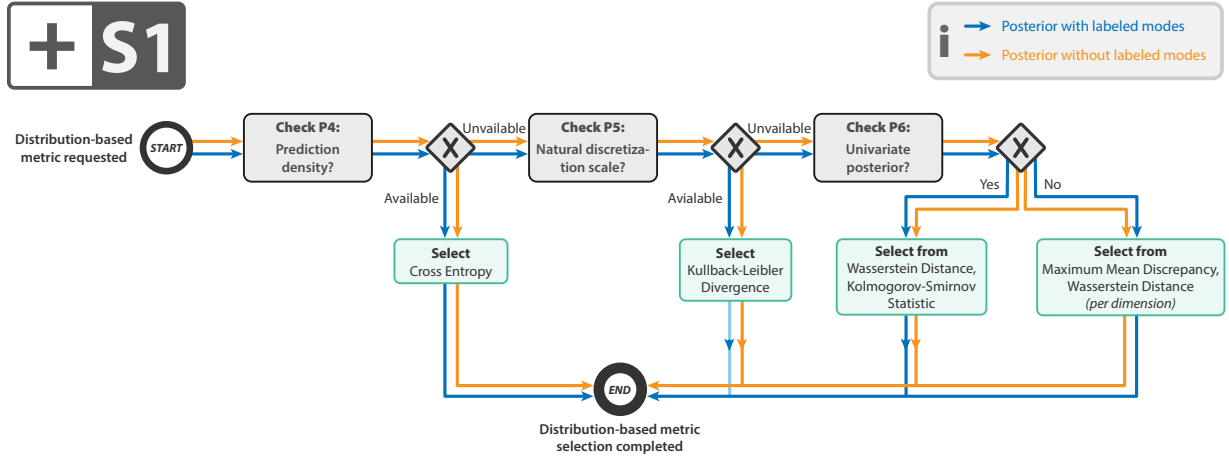 + S1
i
Posterior with labeled modes
Posterior without labeled modes
Distribution-based
metric requested
START
Check P4:
Prediction
density?
X
Unvailable
Available
Check P5:
Natural discretiza-
tion scale?
X
Unvailable
Avialable
Check P6:
Univariate
posterior?
X
Yes
No
Select
Cross Entropy
Select
Kullback-Leibler
Divergence
Select from
Wasserstein Distance,
Kolmogorov-Smirnov
Statistic
Select from
Maximum Mean Discrepancy,
Wasserstein Distance
(per dimension)
END
Distribution-based metric
selection completed